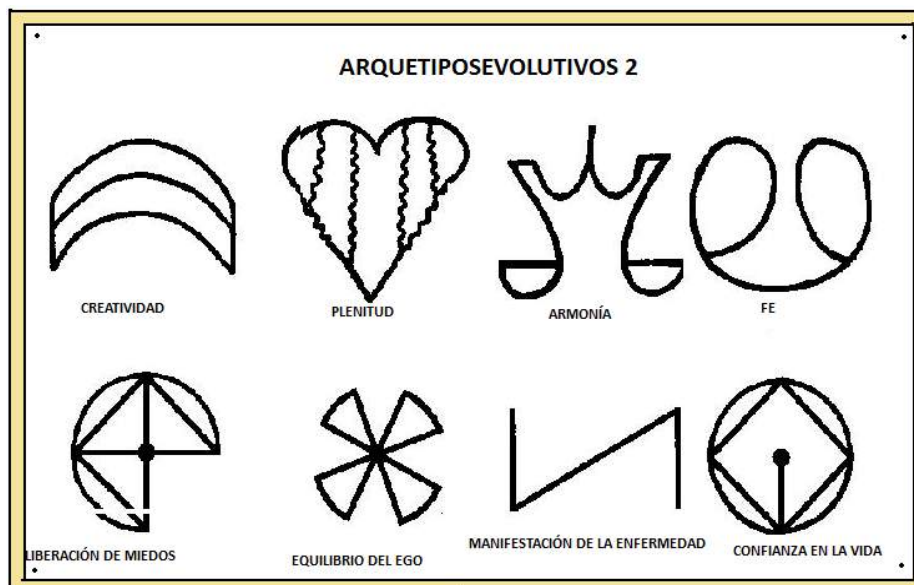 ARQUETIPOSEVOLUTIVOS 2
CREATIVIDAD
PLENITUD
ARMONÍA
FE
LIBERACIÓN DE MIEDOS
EQUILIBRIO DEL EGO
MANIFESTACIÓN DE LA ENFERMEDAD
CONFIANZA EN LA VIDA